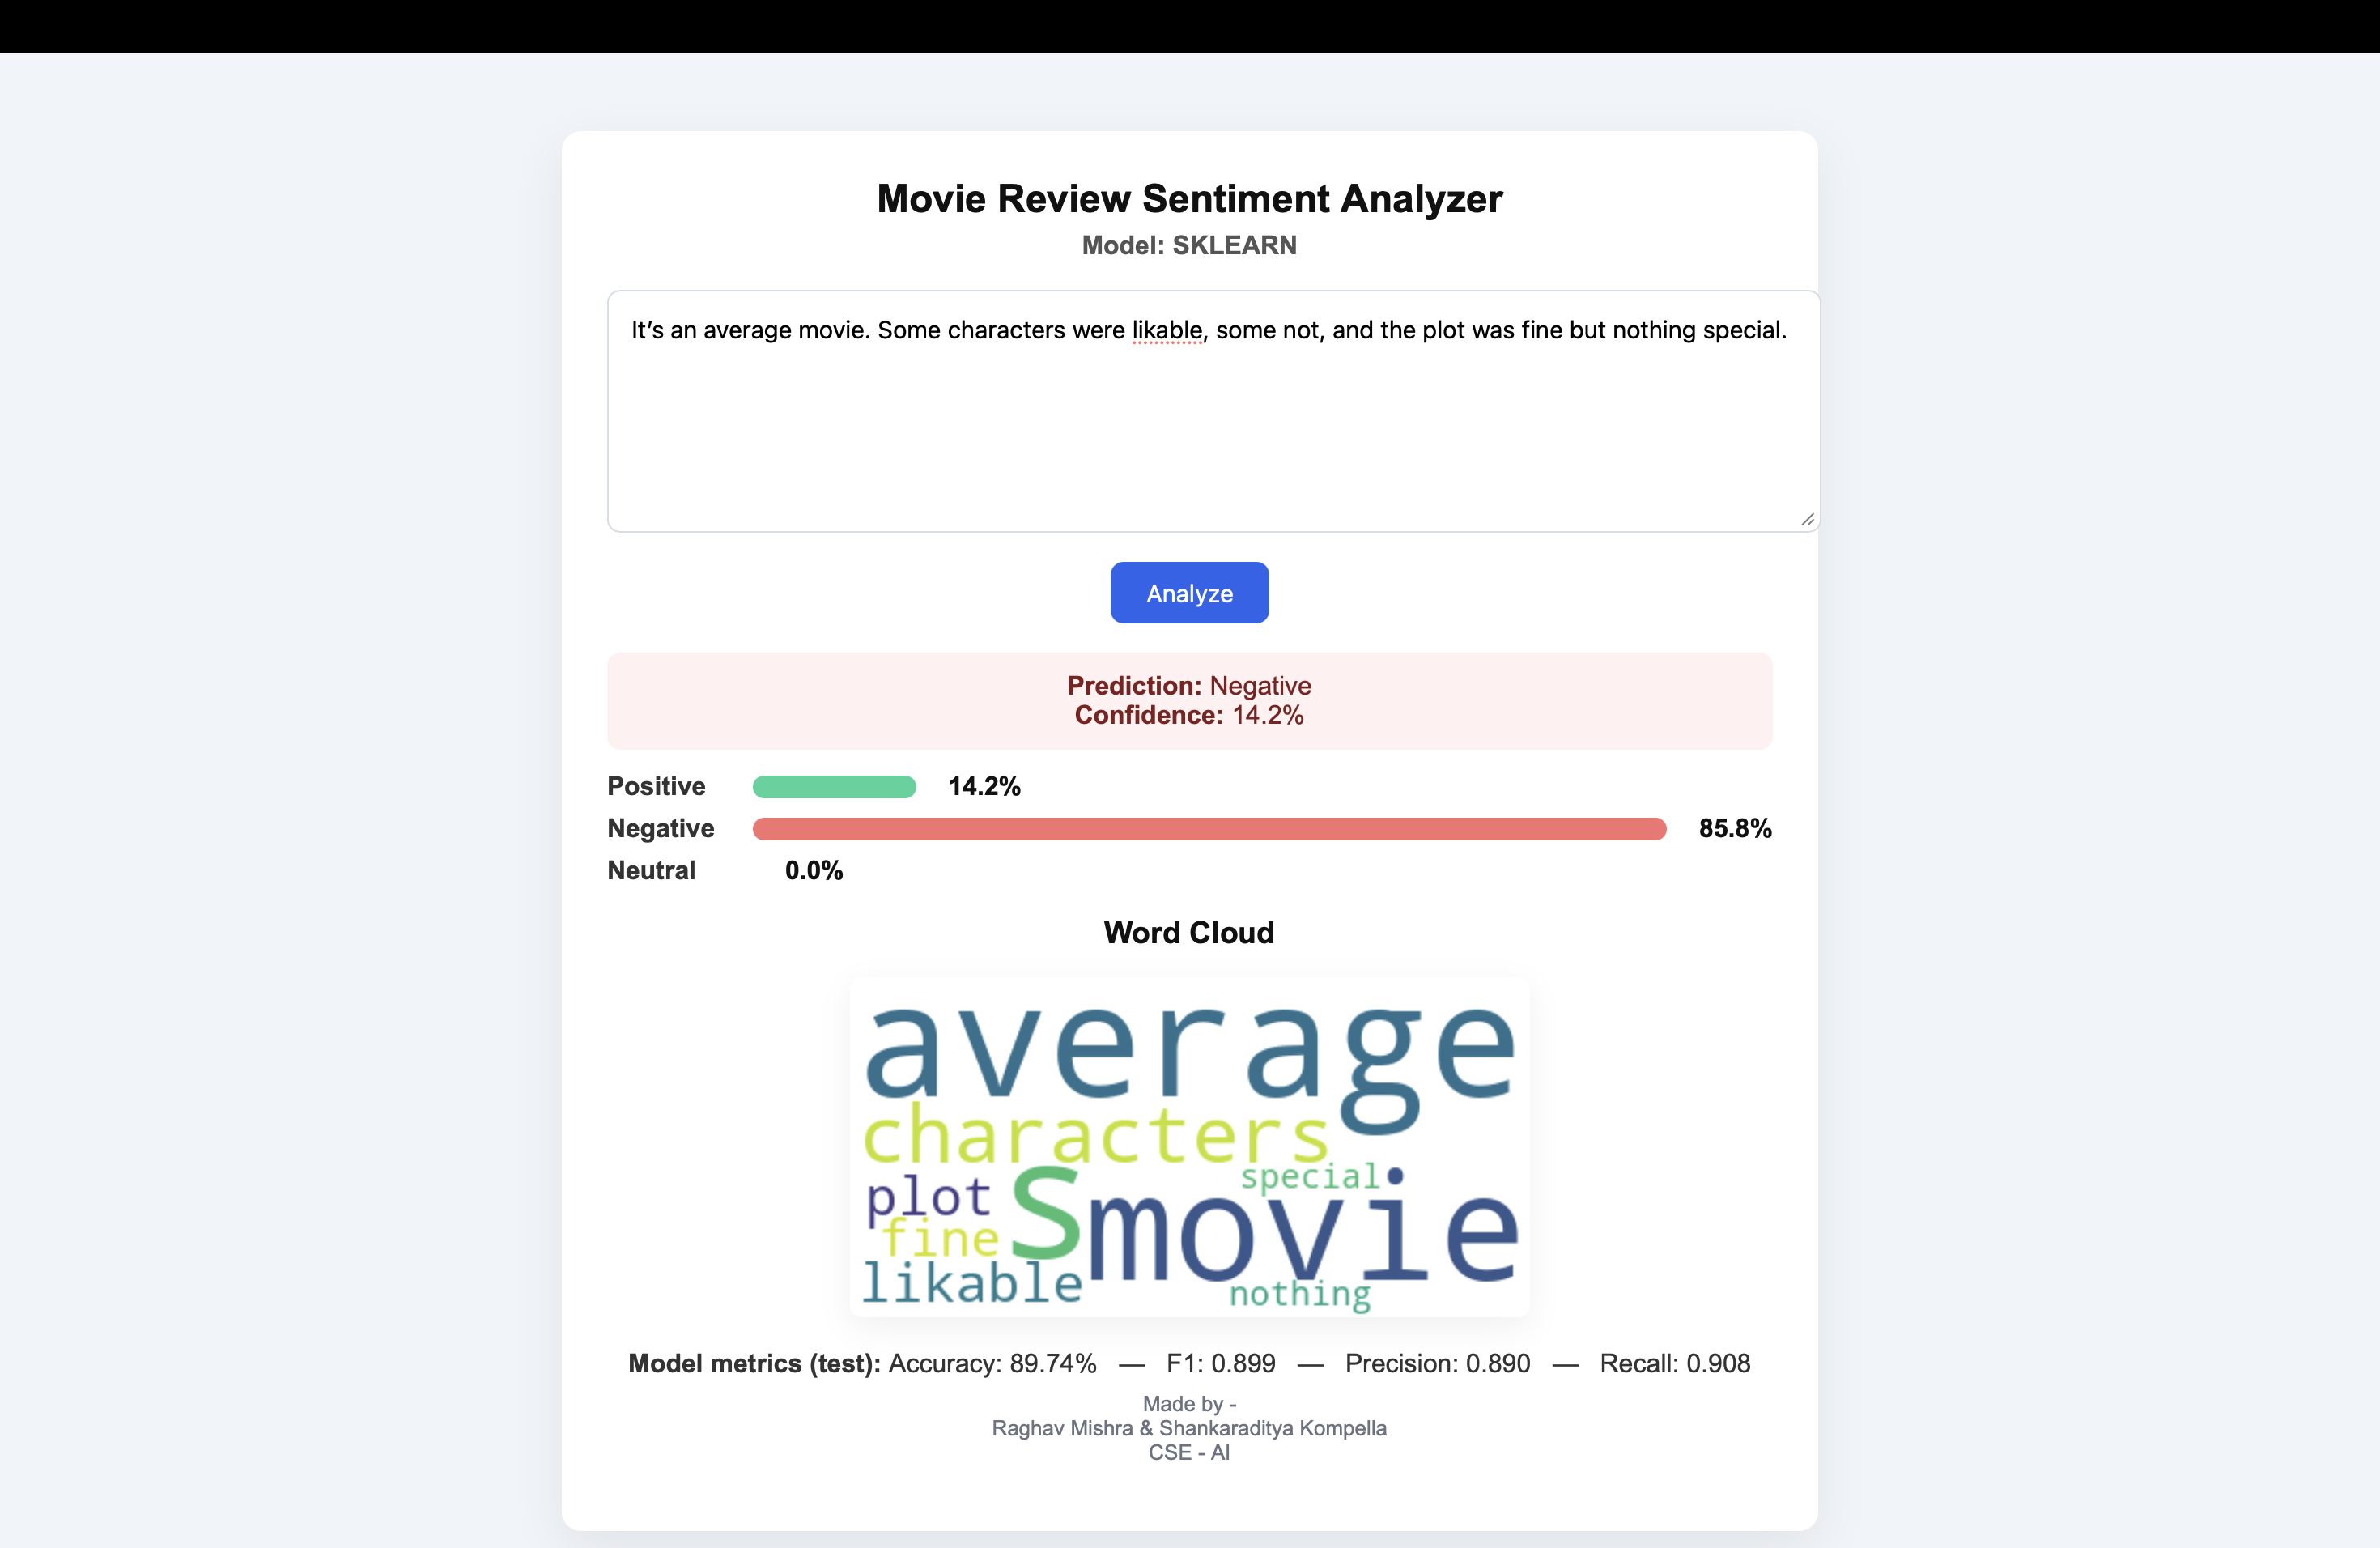 Movie Review Sentiment Analyzer
Model: SKLEARN
It’s an average movie. Some characters were likable, some not, and the plot was fine but nothing special.
Analyze
Prediction: Negative
Confidence: 14.2%
Positive 14.2%
Negative 85.8%
Neutral 0.0%
Word Cloud
average
characters
special
plot
S
movie
fine
likable
nothing
Model metrics (test): Accuracy: 89.74% — F1: 0.899 — Precision: 0.890 — Recall: 0.908
Made by -
Raghav Mishra & Shankaraditya Kompella
CSE - AI